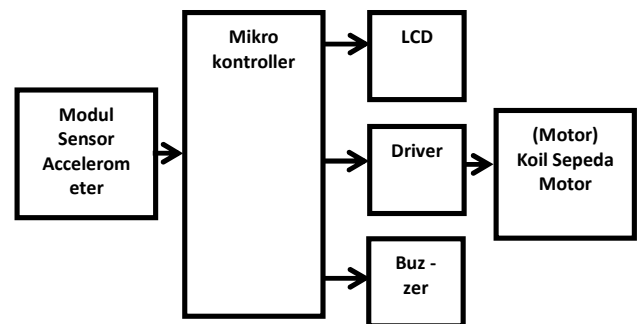 Modul
Sensor
Accelerom
eter
Mikro
kontroller
LCD
Driver
Buz -
zer
(Motor)
Koil Sepeda
Motor